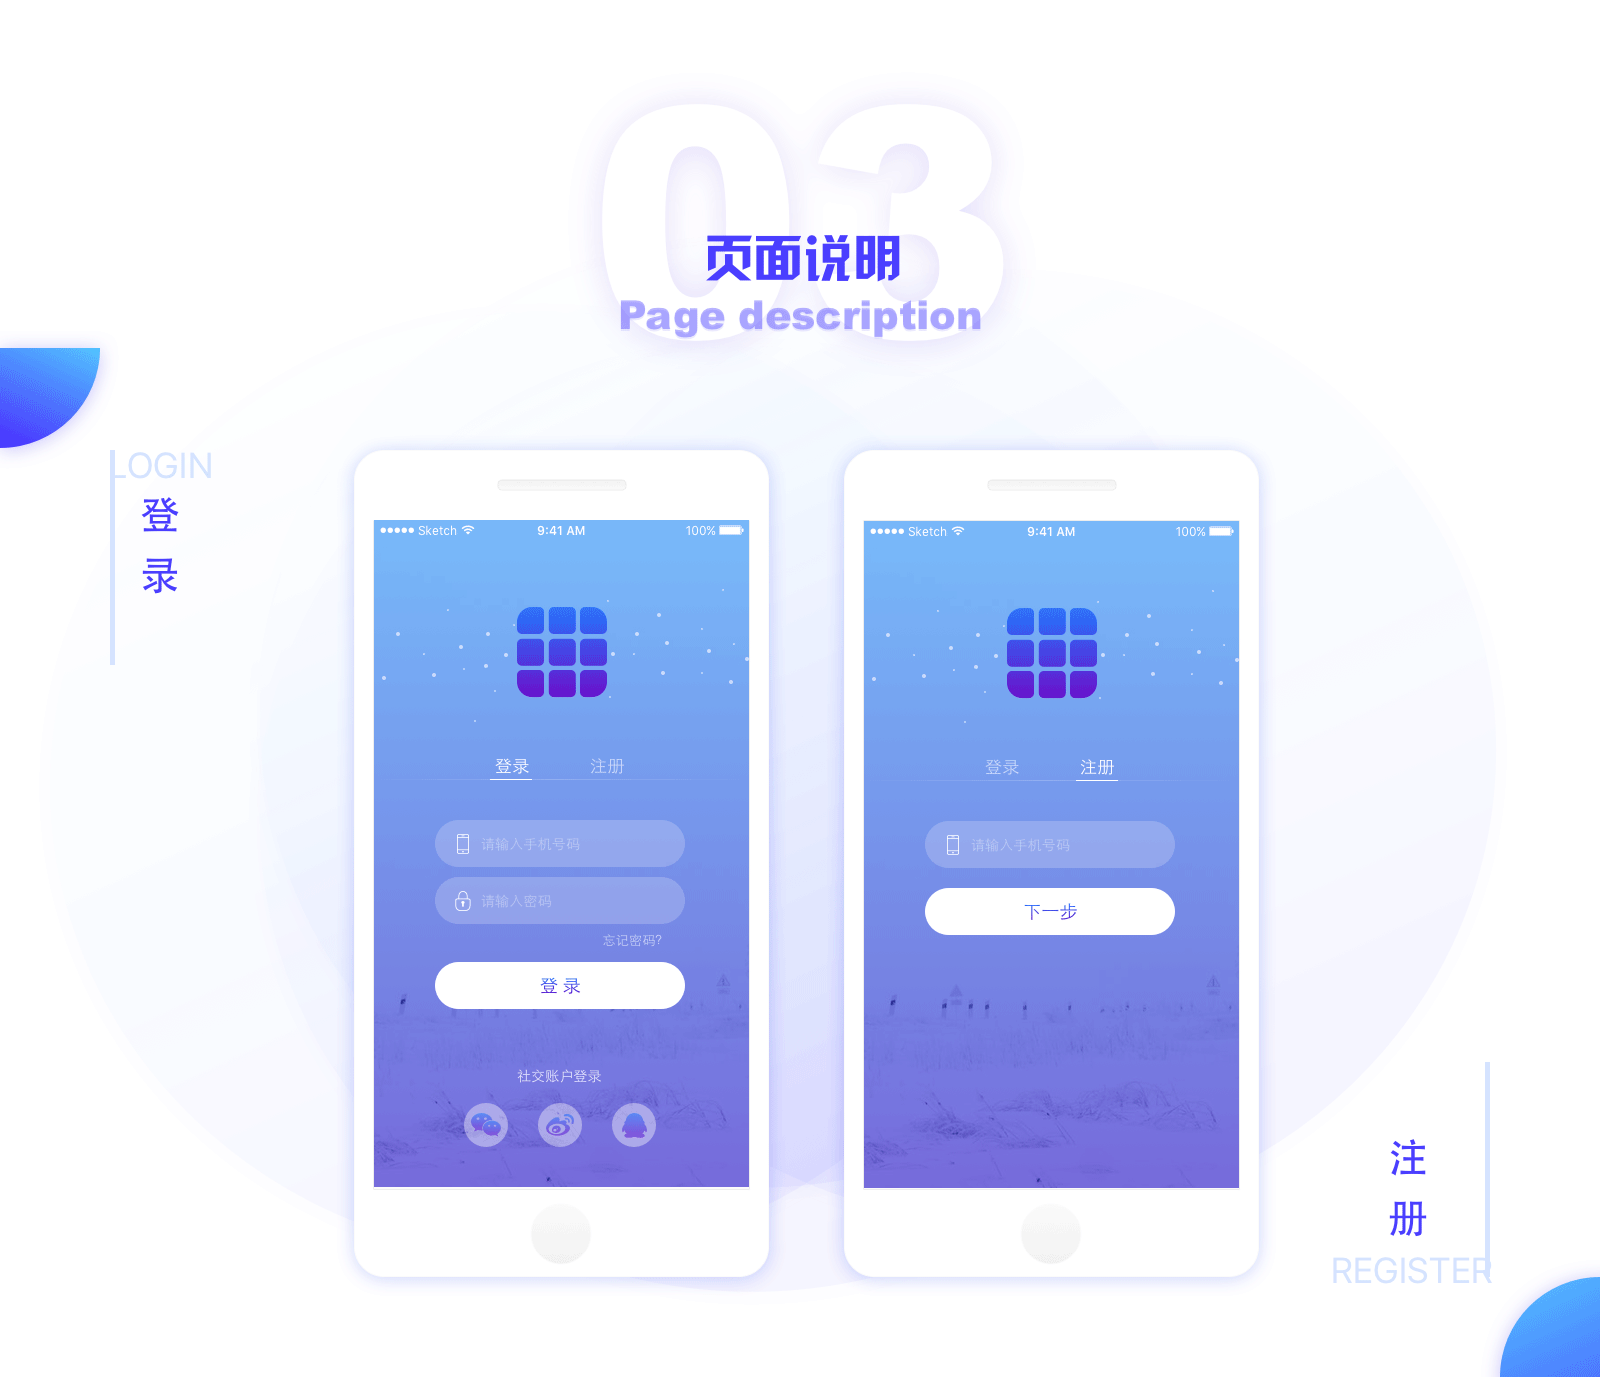 03
页面说明
Page description
LOGIN
登
录
Sketch 9:41 AM 100%
登录 注册
请输入手机号码
请输入密码
忘记密码?
登 录
社交账户登录
Sketch 9:41 AM 100%
登录 注册
请输入手机号码
下一步
注
册
REGISTER